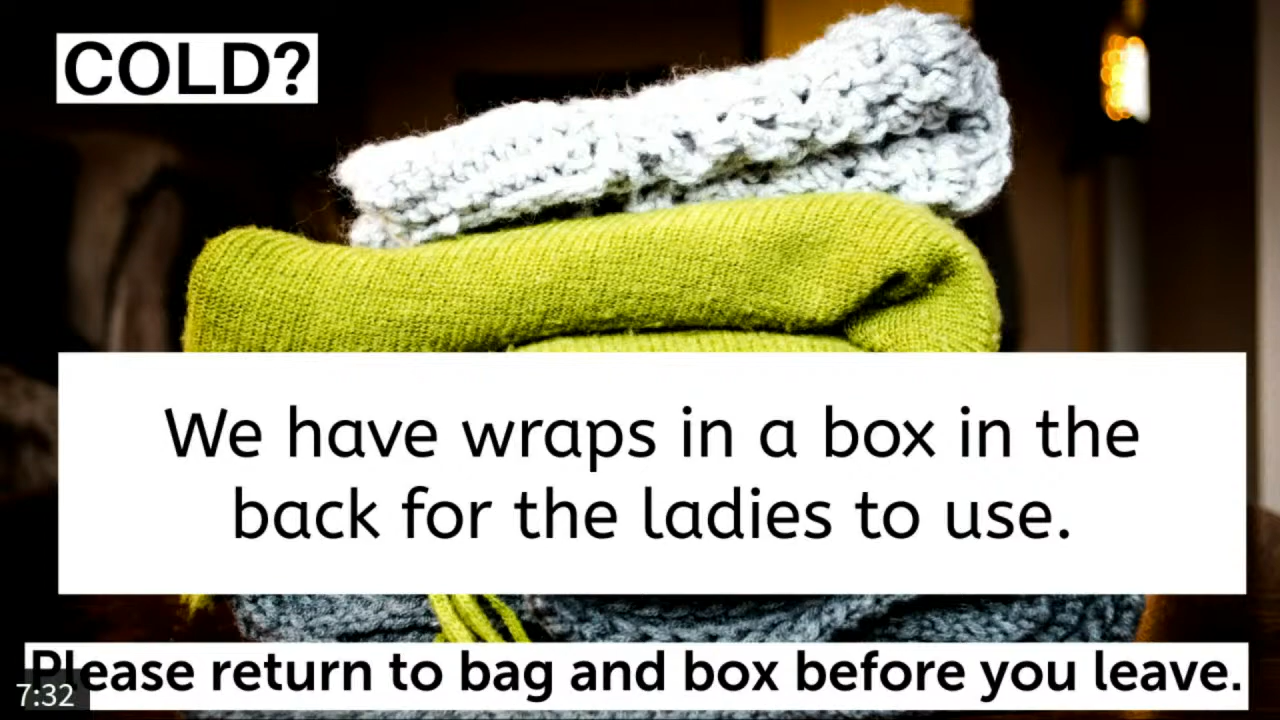 COLD?
We have wraps in a box in the
back for the ladies to use.
Please return to bag and box before you leave.
7:32